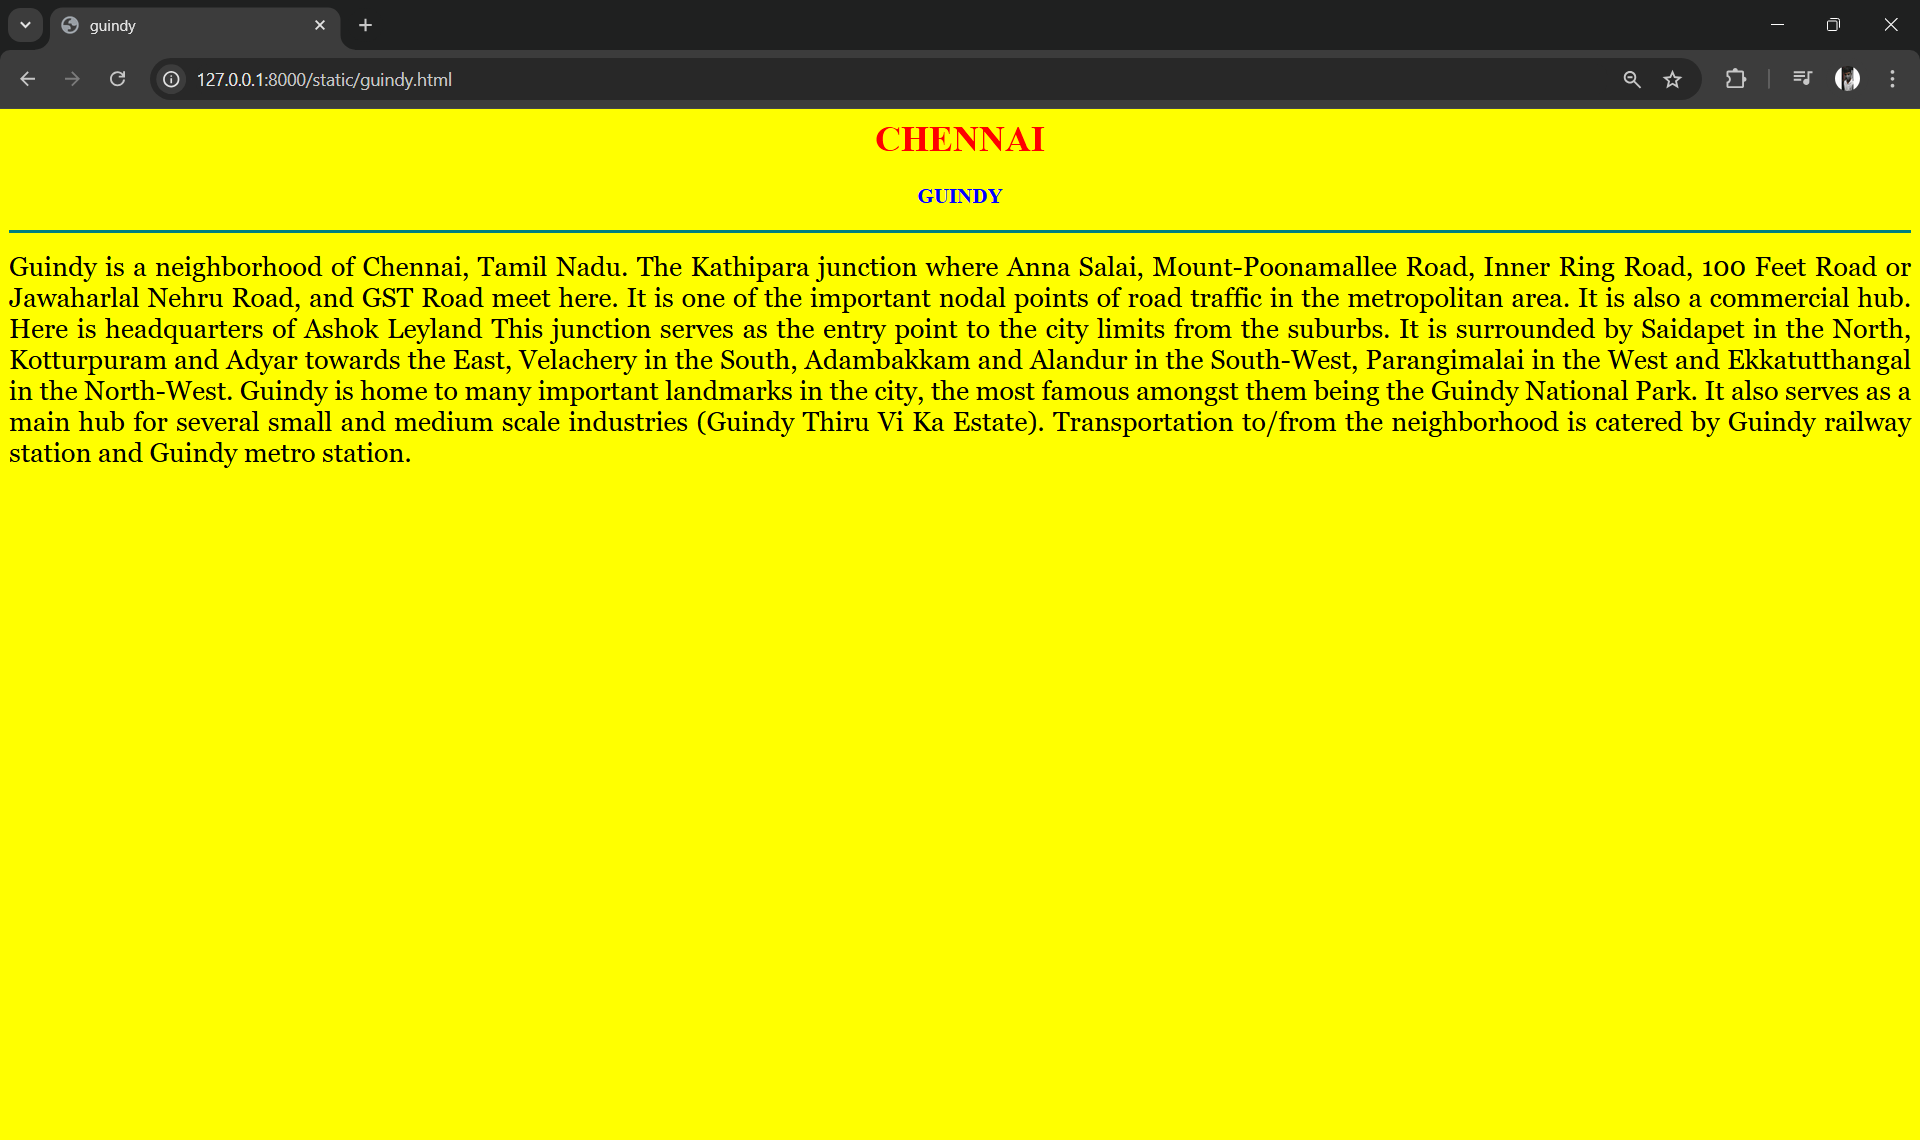 guindy
127.0.0.1:8000/static/guindy.html
CHENNAI
GUINDY
Guindy is a neighborhood of Chennai, Tamil Nadu. The Kathipara junction where Anna Salai, Mount-Poonamallee Road, Inner Ring Road, 100 Feet Road or
Jawaharlal Nehru Road, and GST Road meet here. It is one of the important nodal points of road traffic in the metropolitan area. It is also a commercial hub.
Here is headquarters of Ashok Leyland This junction serves as the entry point to the city limits from the suburbs. It is surrounded by Saidapet in the North,
Kotturpuram and Adyar towards the East, Velachery in the South, Adambakkam and Alandur in the South-West, Parangimalai in the West and Ekkatutthangal
in the North-West. Guindy is home to many important landmarks in the city, the most famous amongst them being the Guindy National Park. It also serves as a
main hub for several small and medium scale industries (Guindy Thiru Vi Ka Estate). Transportation to/from the neighborhood is catered by Guindy railway
station and Guindy metro station.